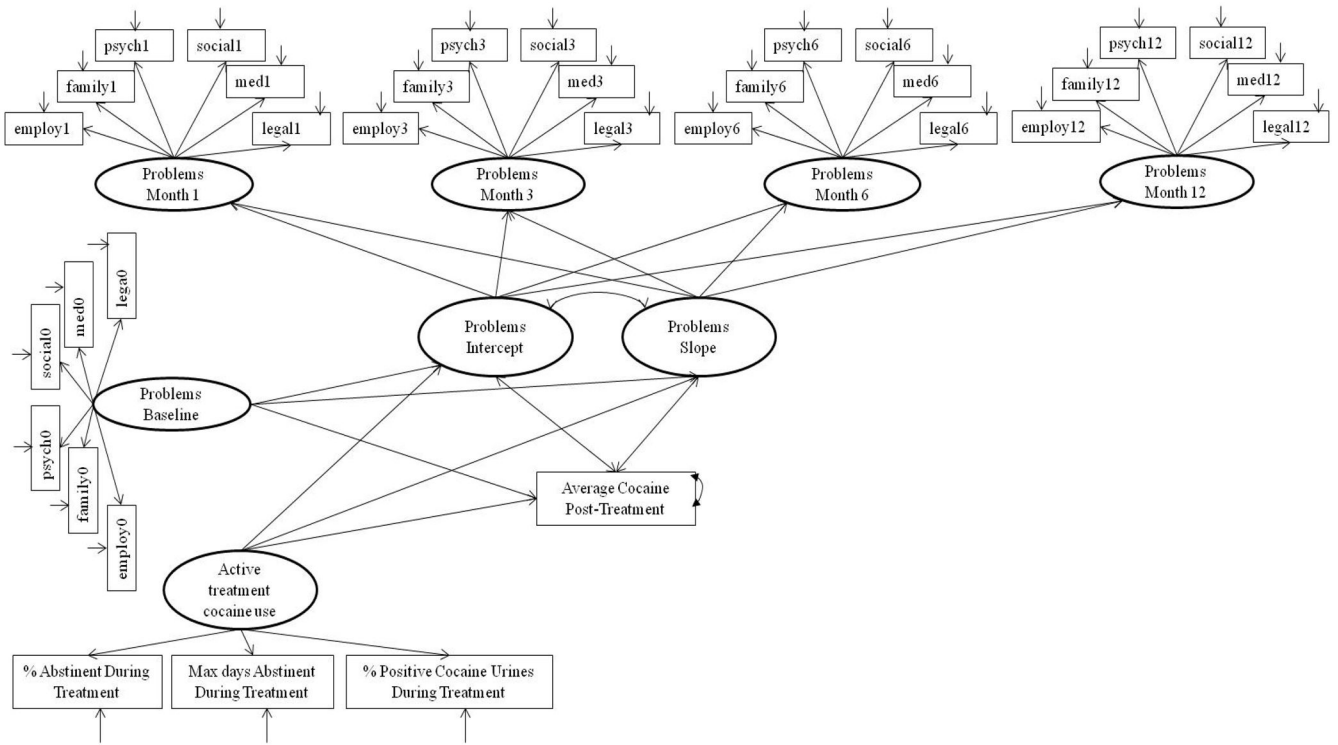 psych1
social1
family1
med1
employ1
legal1
Problems
Month 1
psych3
social3
family3
med3
employ3
legal3
Problems
Month 3
psych6
social6
family6
med6
employ6
legal6
Problems
Month 6
psych12
social12
family12
med12
employ12
legal12
Problems
Month 12
lega0
med0
social0
psych0
family0
employ0
Problems
Baseline
Problems
Intercept
Problems
Slope
Average Cocaine
Post-Treatment
Active
treatment
cocaine use
% Abstinent During
Treatment
Max days Abstinent
During Treatment
% Positive Cocaine Urines
During Treatment